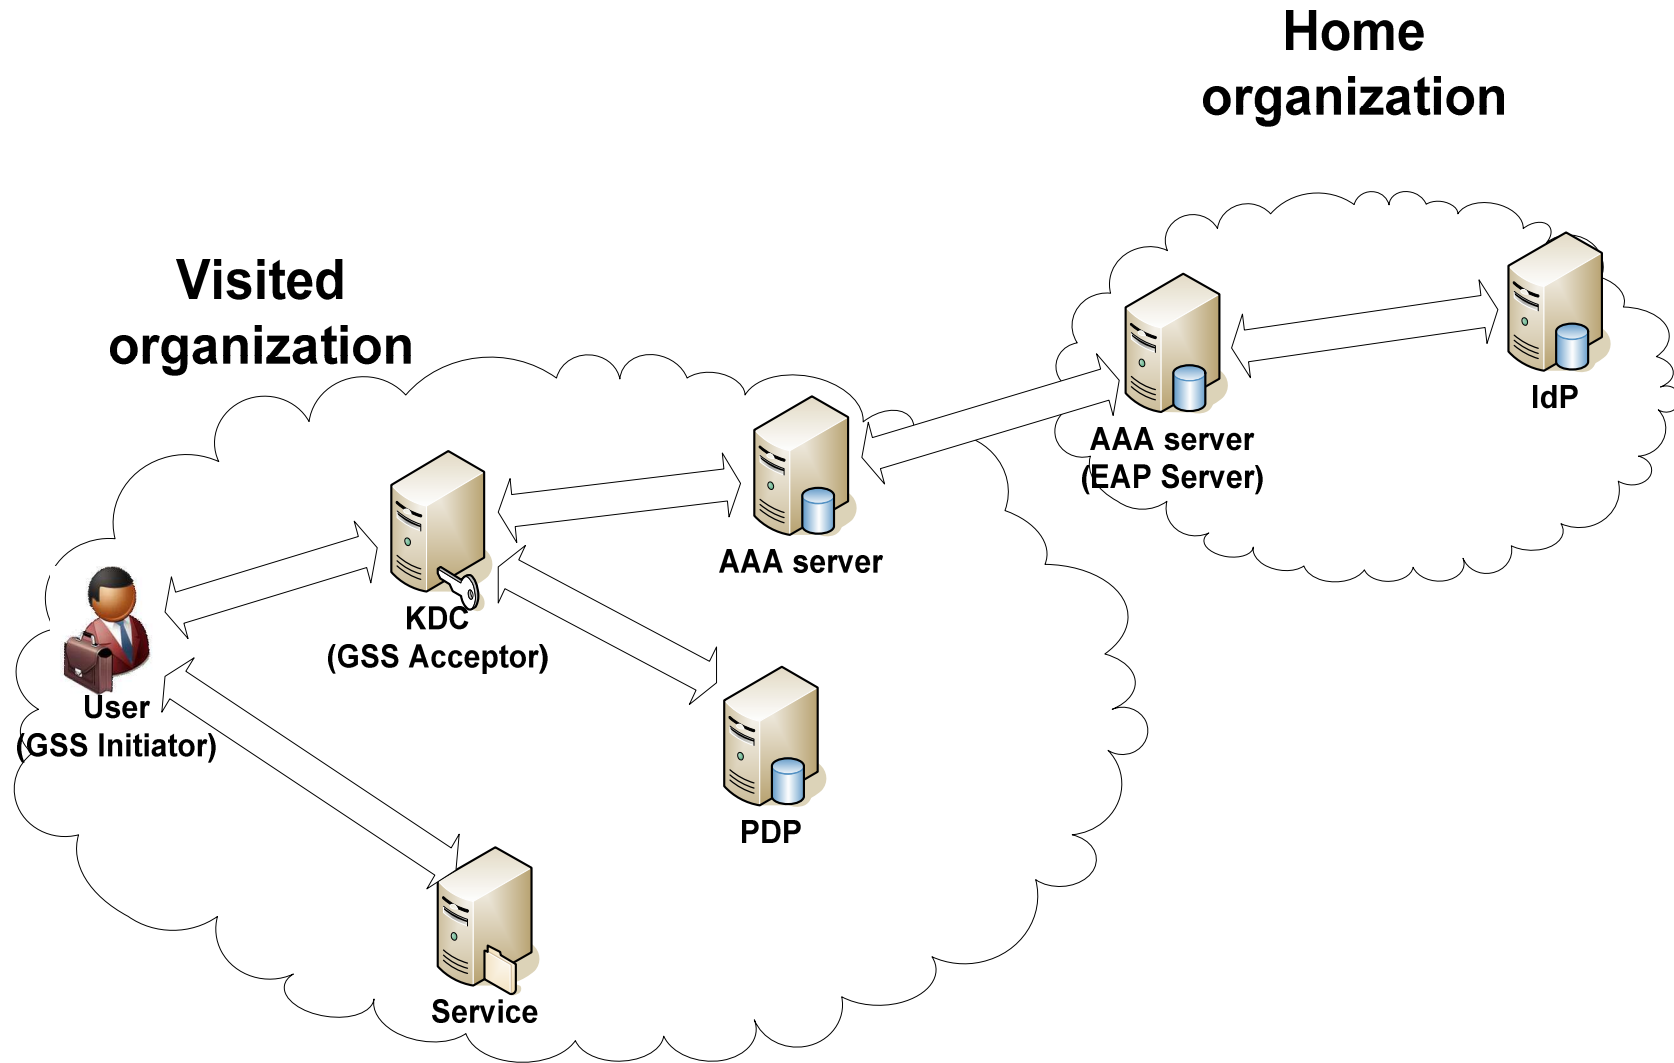 Home
organization
Visited
organization
IdP
AAA server
(EAP Server)
AAA server
KDC
(GSS Acceptor)
User
(GSS Initiator)
PDP
Service